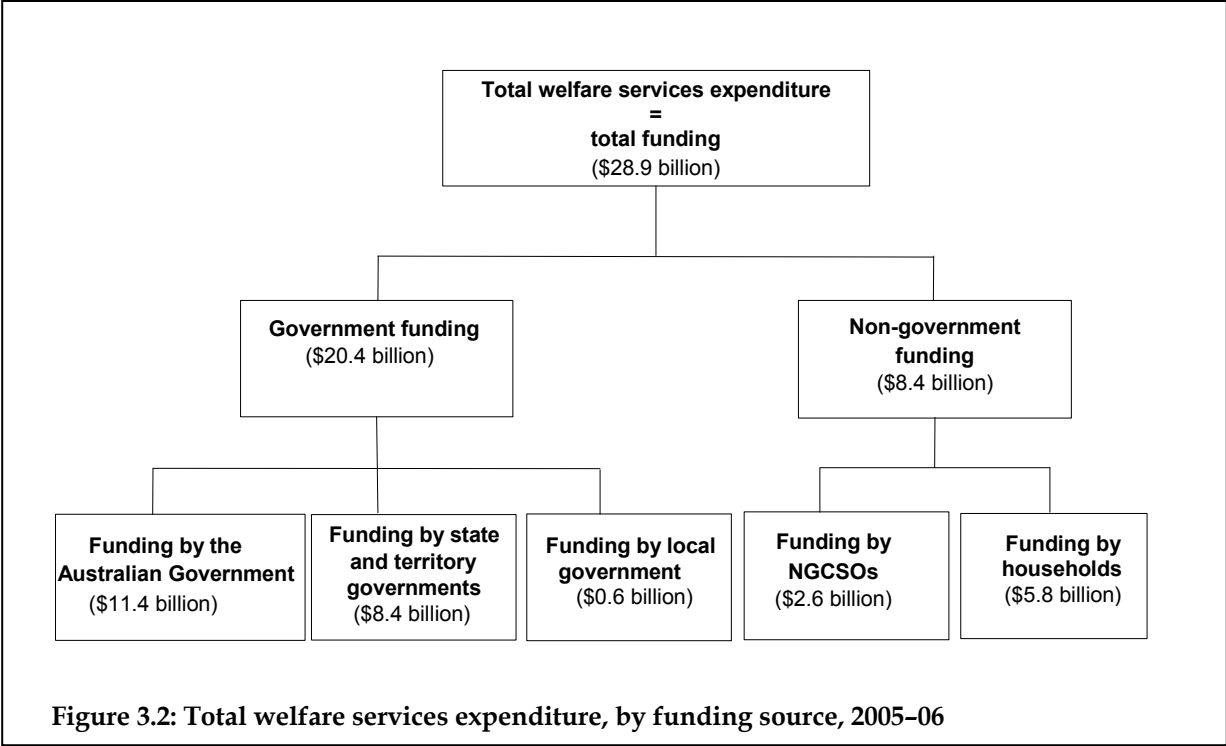 Total welfare services expenditure
=
total funding
($28.9 billion)
Government funding
($20.4 billion)
Non-government
funding
($8.4 billion)
Funding by the
Australian Government
($11.4 billion)
Funding by state
and territory
governments
($8.4 billion)
Funding by local
government
($0.6 billion)
Funding by
NGCSOs
($2.6 billion)
Funding by
households
($5.8 billion)
Figure 3.2: Total welfare services expenditure, by funding source, 2005–06